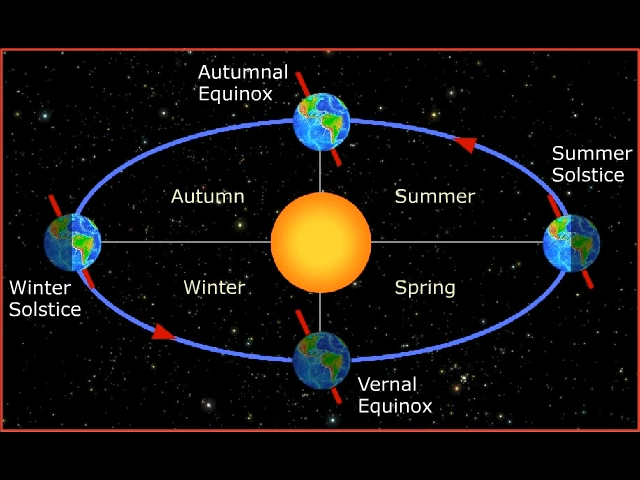 Autumnal
Equinox
Summer
Solstice
Autumn
Summer
Winter
Solstice
Winter
Spring
Vernal
Equinox